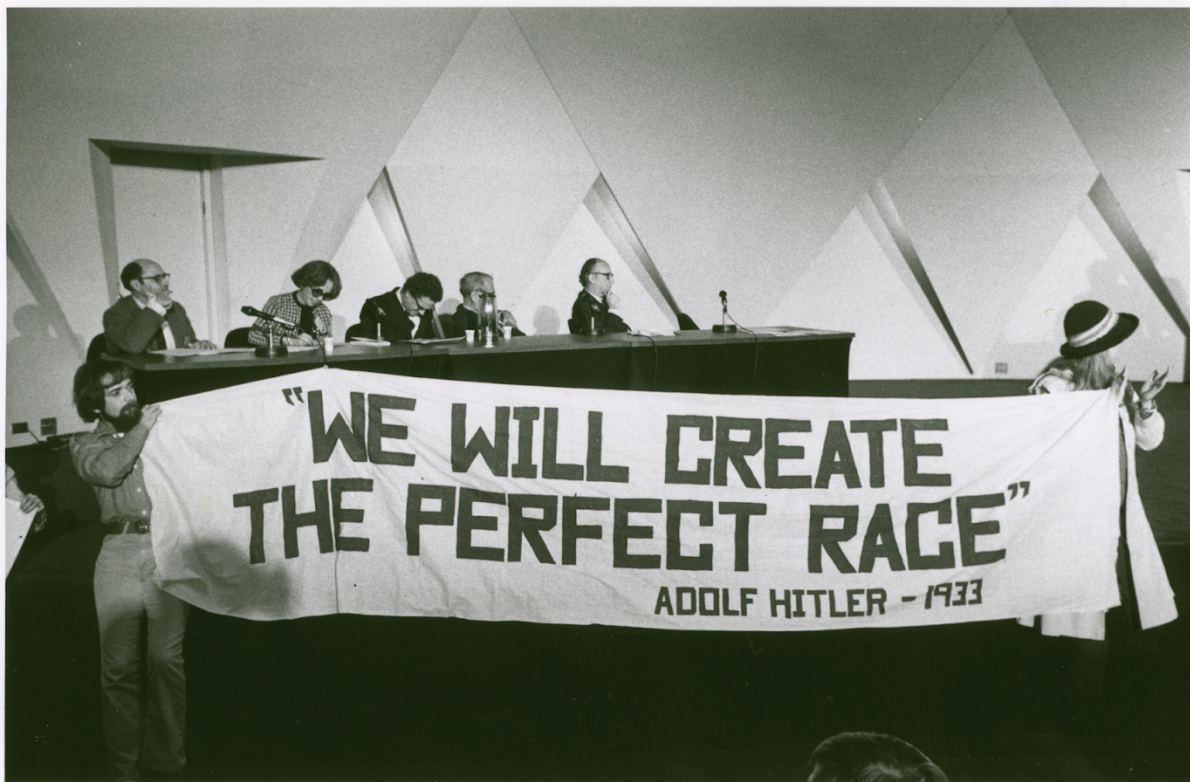 "WE WILL CREATE
THE PERFECT RACE"
ADOLF HITLER - 1933